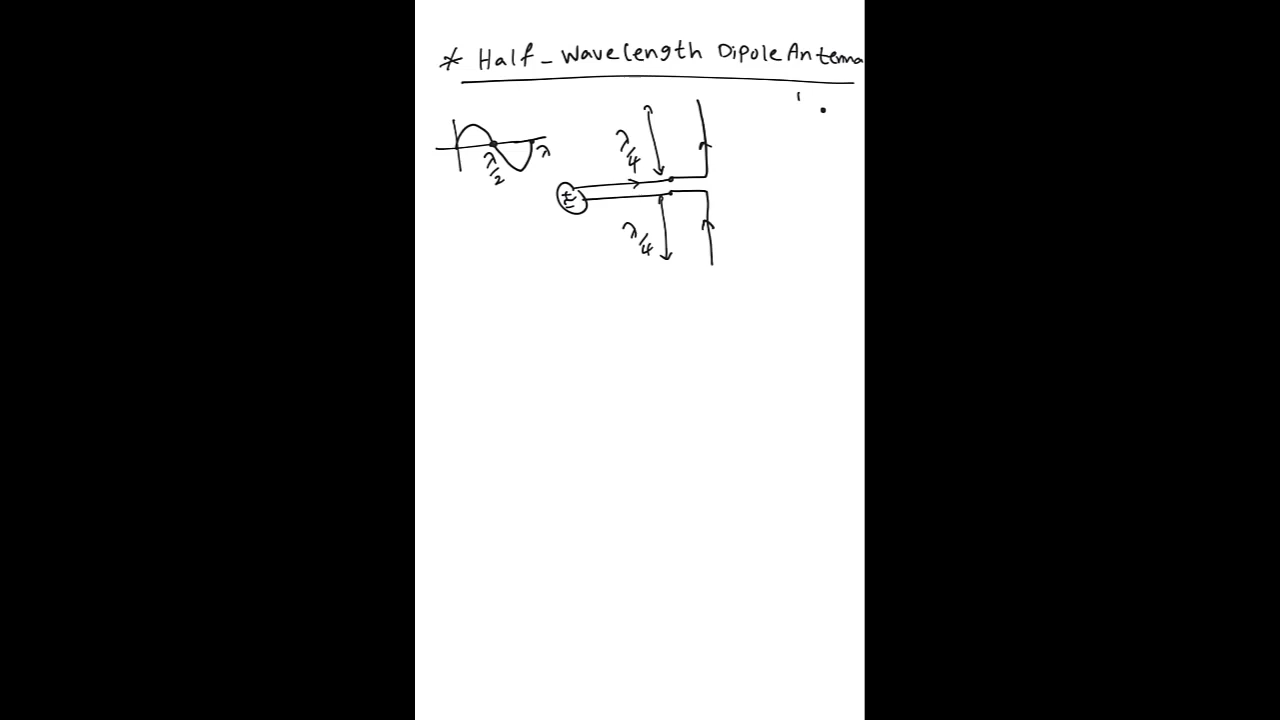 * Half-Wavelength Dipole Antenna
λ/4
λ/2
λ
λ/4